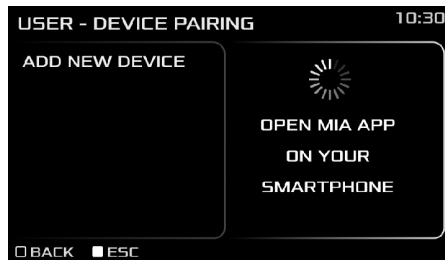 USER - DEVICE PAIRING 10:30
ADD NEW DEVICE
OPEN MIA APP
ON YOUR
SMARTPHONE
BACK ESC